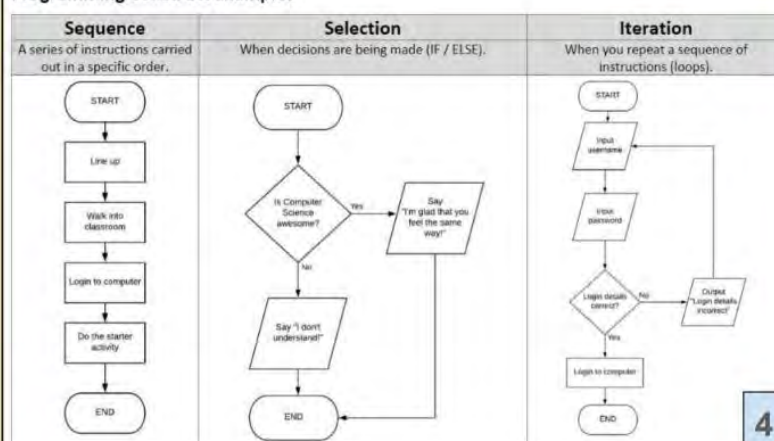 Sequence
A series of instructions carried
out in a specific order.
START
Line up
Walk into
classroom
Login to computer
Do the starter
activity
END
Selection
When decisions are being made (IF / ELSE).
START
Is Computer
Science
awesome?
Yes
Say
"I'm glad that you
feel the same
way!"
No
Say "I don't
understand!"
END
Iteration
When you repeat a sequence of
instructions (loops).
START
Input
username
Input
password
Login details
correct?
No
Output
"Login details
incorrect"
Yes
Login to computer
END
4